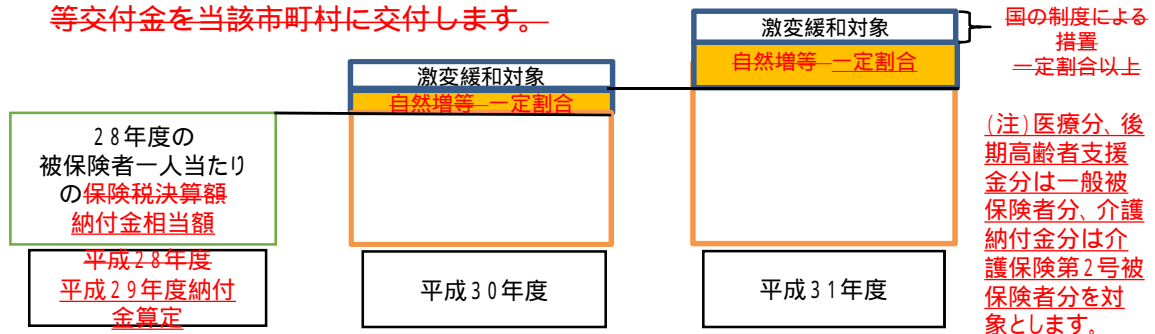 等交付金を当該市町村に交付します。
激変緩和対象
自然増等 一定割合
国の制度による
措置
一定割合以上
激変緩和対象
自然増等 一定割合
28年度の
被保険者一人当たり
の保険税決算額
納付金相当額
(注)医療分、後
期高齢者支援
金分は一般被
保険者分、介護
納付金分は介
護保険第2号被
保険者分を対
象とします。
平成28年度
平成29年度納付
金算定
平成30年度
平成31年度